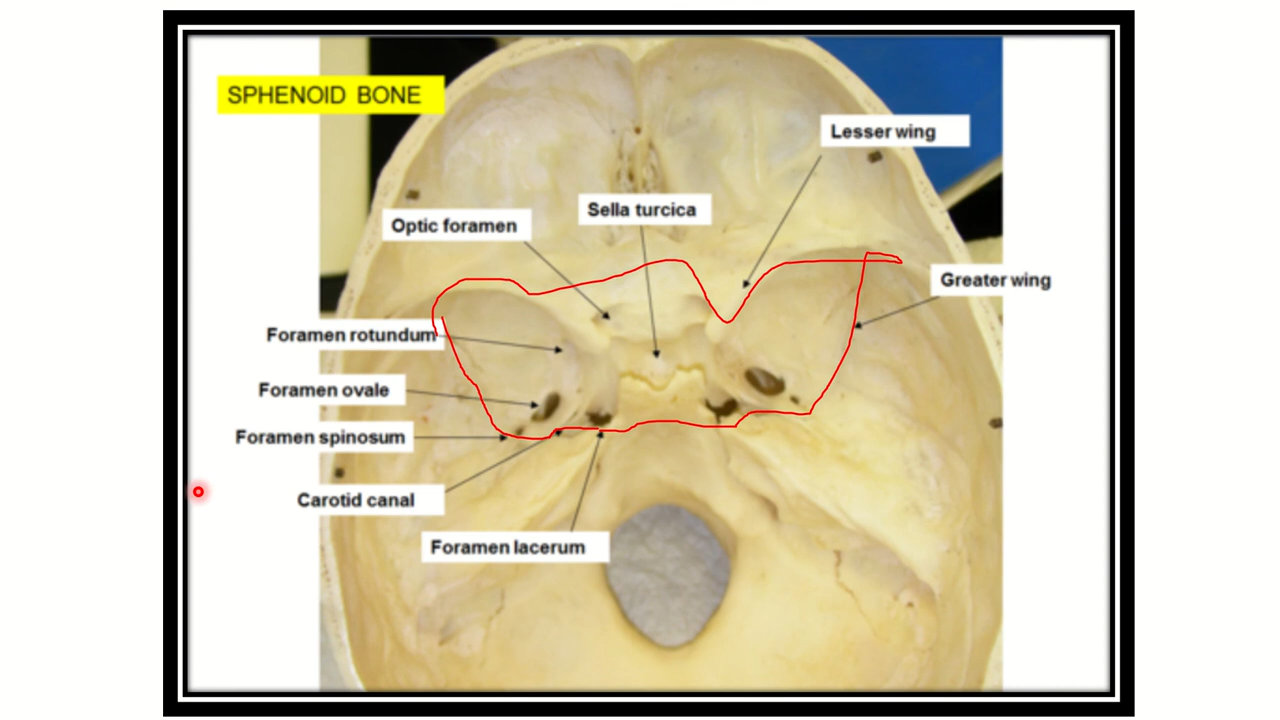 SPHENOID BONE
Lesser wing
Sella turcica
Optic foramen
Greater wing
Foramen rotundum
Foramen ovale
Foramen spinosum
Carotid canal
Foramen lacerum